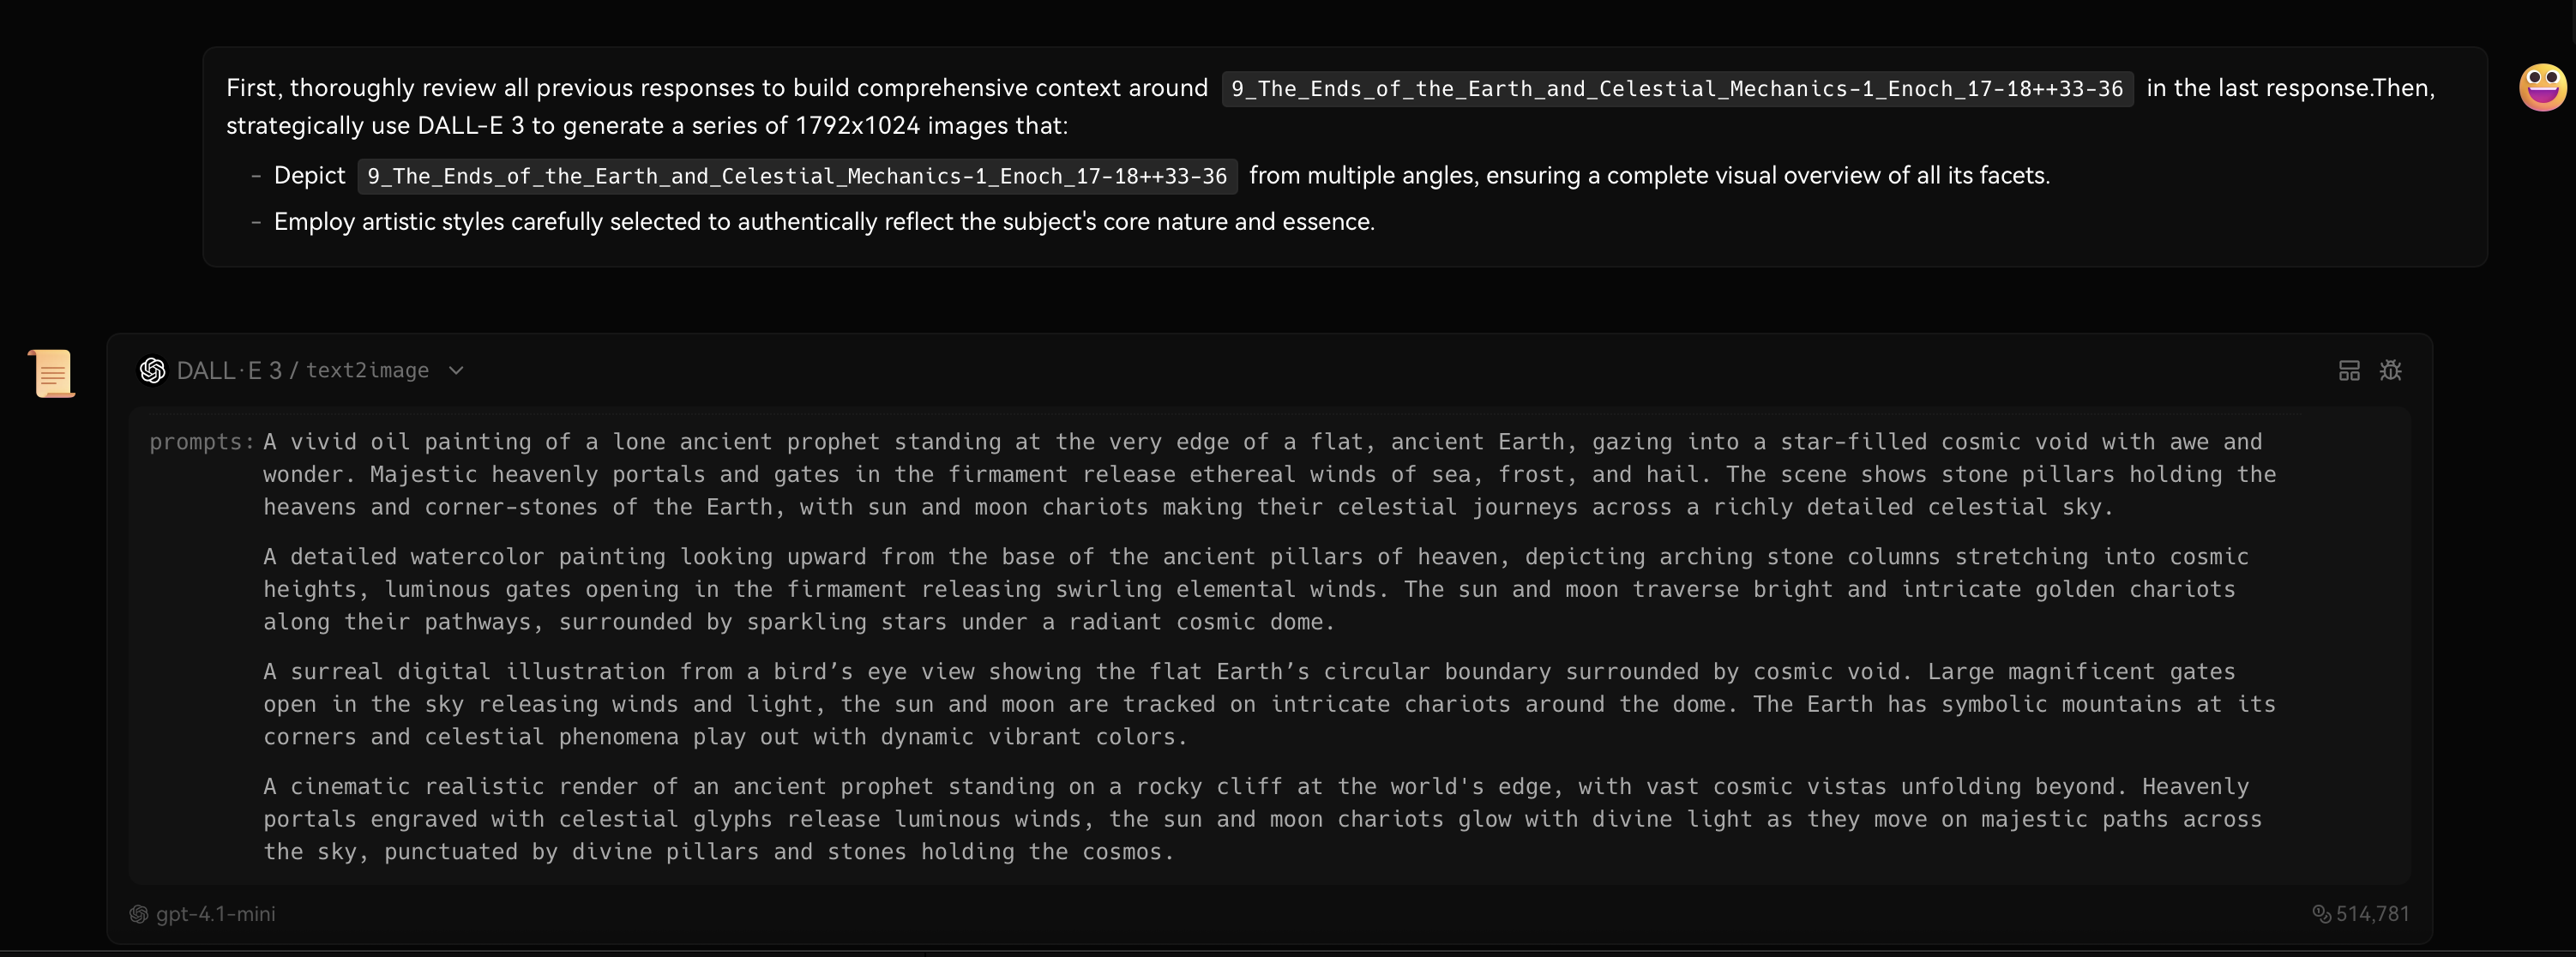 First, thoroughly review all previous responses to build comprehensive context around 9_The_Ends_of_the_Earth_and_Celestial_Mechanics-1_Enoch_17-18++33-36 in the last response.Then,
strategically use DALL-E 3 to generate a series of 1792x1024 images that:
- Depict 9_The_Ends_of_the_Earth_and_Celestial_Mechanics-1_Enoch_17-18++33-36 from multiple angles, ensuring a complete visual overview of all its facets.
- Employ artistic styles carefully selected to authentically reflect the subject's core nature and essence.
DALL·E 3 / text2image
prompts: A vivid oil painting of a lone ancient prophet standing at the very edge of a flat, ancient Earth, gazing into a star-filled cosmic void with awe and
wonder. Majestic heavenly portals and gates in the firmament release ethereal winds of sea, frost, and hail. The scene shows stone pillars holding the
heavens and corner-stones of the Earth, with sun and moon chariots making their celestial journeys across a richly detailed celestial sky.
A detailed watercolor painting looking upward from the base of the ancient pillars of heaven, depicting arching stone columns stretching into cosmic
heights, luminous gates opening in the firmament releasing swirling elemental winds. The sun and moon traverse bright and intricate golden chariots
along their pathways, surrounded by sparkling stars under a radiant cosmic dome.
A surreal digital illustration from a bird’s eye view showing the flat Earth’s circular boundary surrounded by cosmic void. Large magnificent gates
open in the sky releasing winds and light, the sun and moon are tracked on intricate chariots around the dome. The Earth has symbolic mountains at its
corners and celestial phenomena play out with dynamic vibrant colors.
A cinematic realistic render of an ancient prophet standing on a rocky cliff at the world's edge, with vast cosmic vistas unfolding beyond. Heavenly
portals engraved with celestial glyphs release luminous winds, the sun and moon chariots glow with divine light as they move on majestic paths across
the sky, punctuated by divine pillars and stones holding the cosmos.
gpt-4.1-mini
514,781